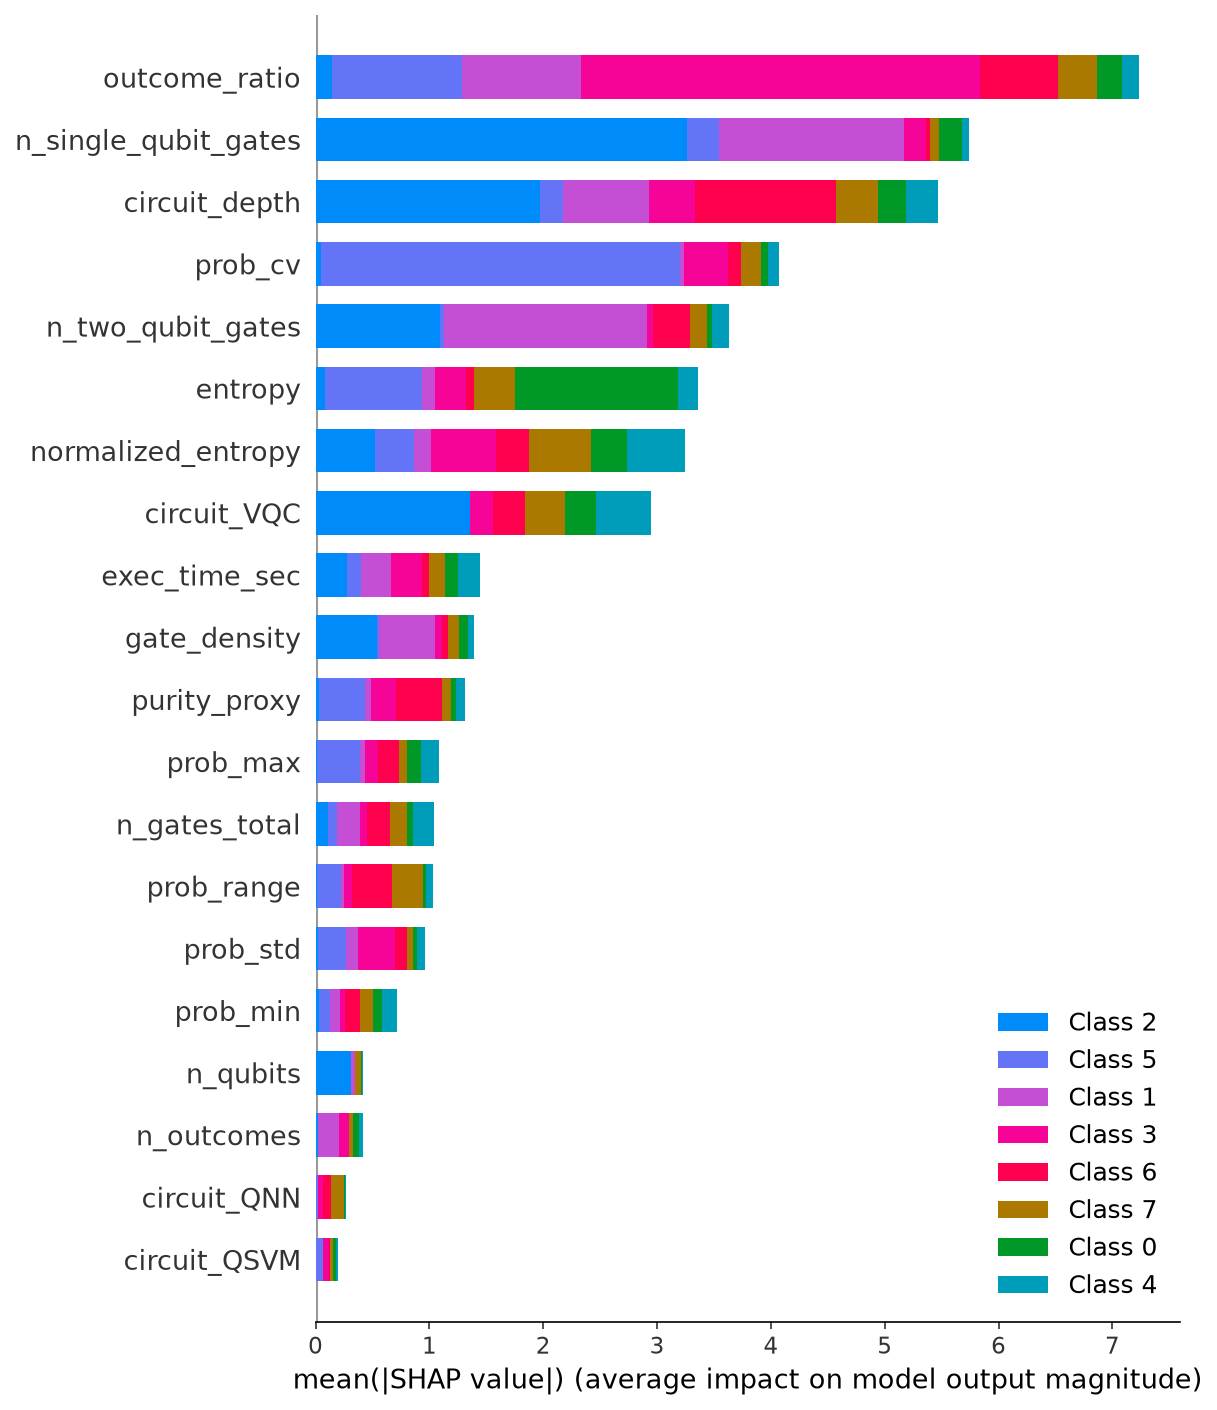 outcome_ratio
n_single_qubit_gates
circuit_depth
prob_cv
n_two_qubit_gates
entropy
normalized_entropy
circuit_VQC
exec_time_sec
gate_density
purity_proxy
prob_max
n_gates_total
prob_range
prob_std
prob_min
n_qubits
n_outcomes
circuit_QNN
circuit_QSVM
Class 2
Class 5
Class 1
Class 3
Class 6
Class 7
Class 0
Class 4
0 1 2 3 4 5 6 7
mean(|SHAP value|) (average impact on model output magnitude)